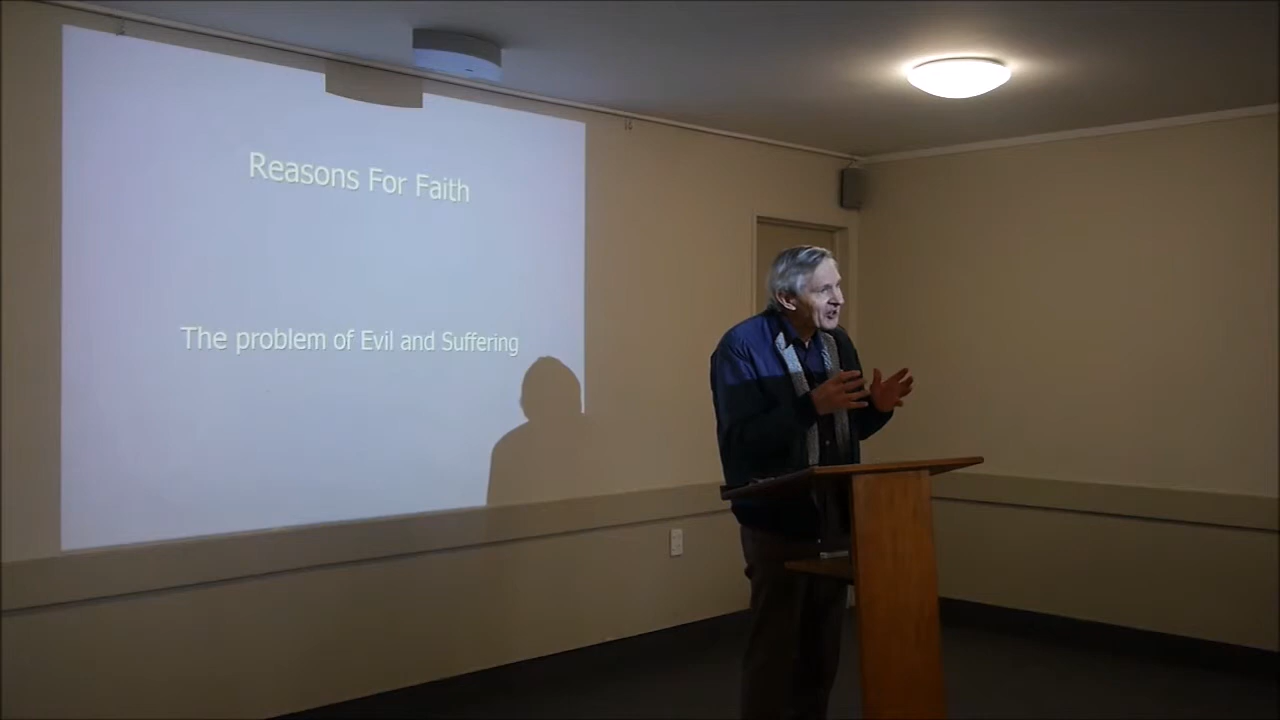 Reasons For Faith
The problem of Evil and Suffering